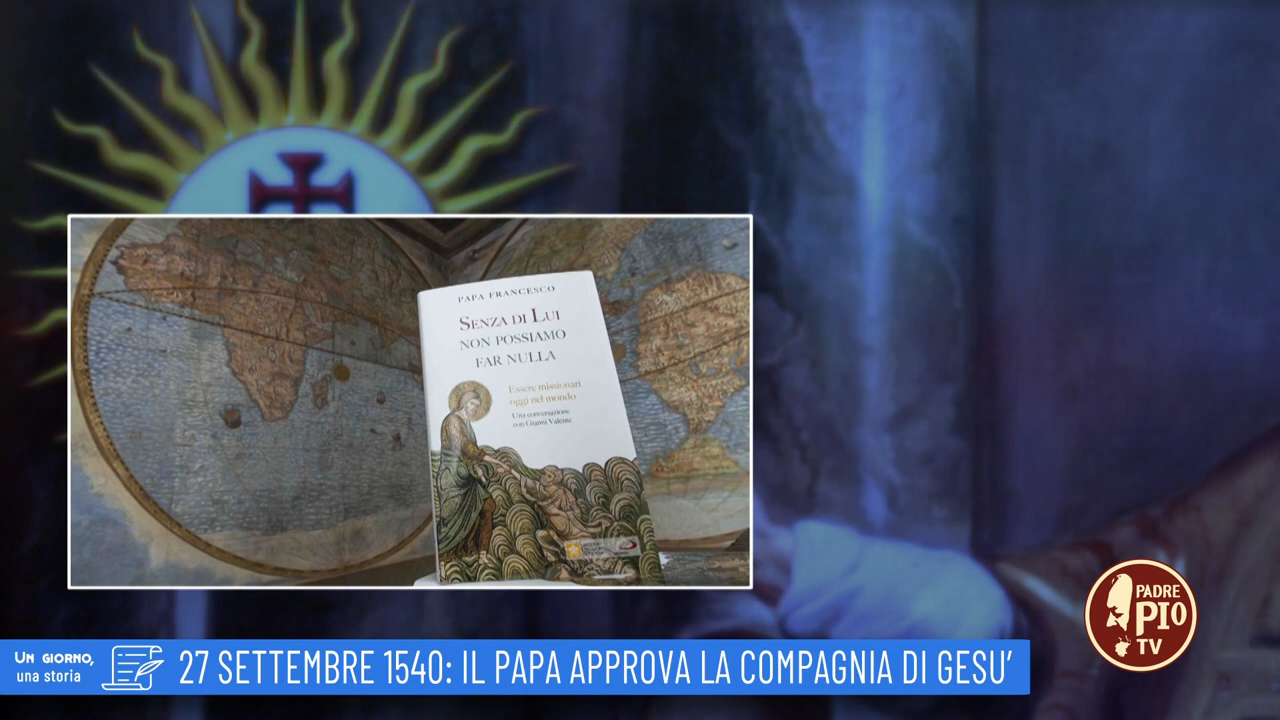 PAPA FRANCESCO
SENZA DI LUI
NON POSSIAMO
FAR NULLA
Essere missionari
oggi nel mondo
Una conversazione
con Gianni Valente
UN GIORNO,
una storia
27 SETTEMBRE 1540: IL PAPA APPROVA LA COMPAGNIA DI GESU’
PADRE
PIO
TV